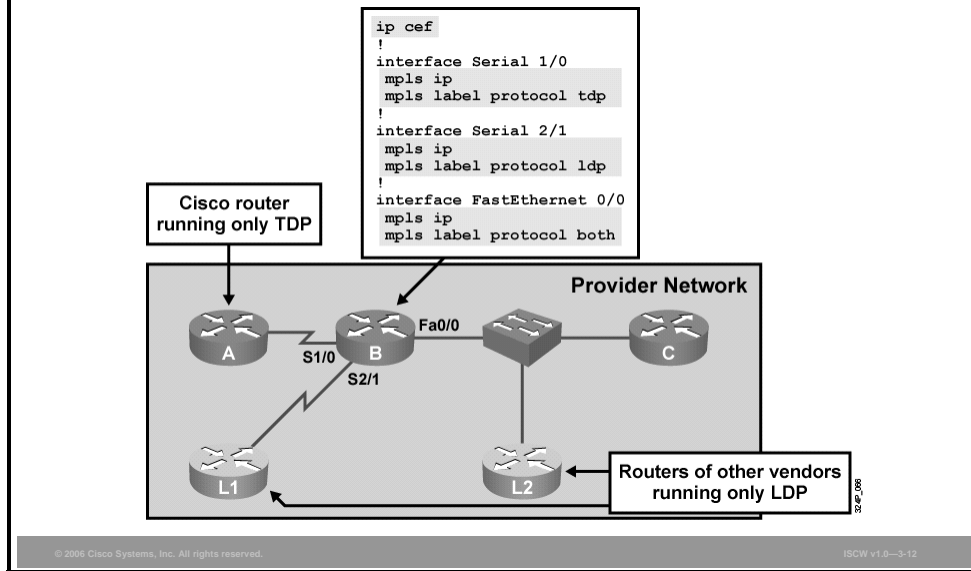 ip cef
!
interface Serial 1/0
mpls ip
mpls label protocol tdp
!
interface Serial 2/1
mpls ip
mpls label protocol ldp
!
interface FastEthernet 0/0
mpls ip
mpls label protocol both
Cisco router
running only TDP
Provider Network
A
S1/0
B
Fa0/0
S2/1
C
L1
L2
Routers of other vendors
running only LDP
324P_066
© 2006 Cisco Systems, Inc. All rights reserved.
ISCW v1.0—3-12